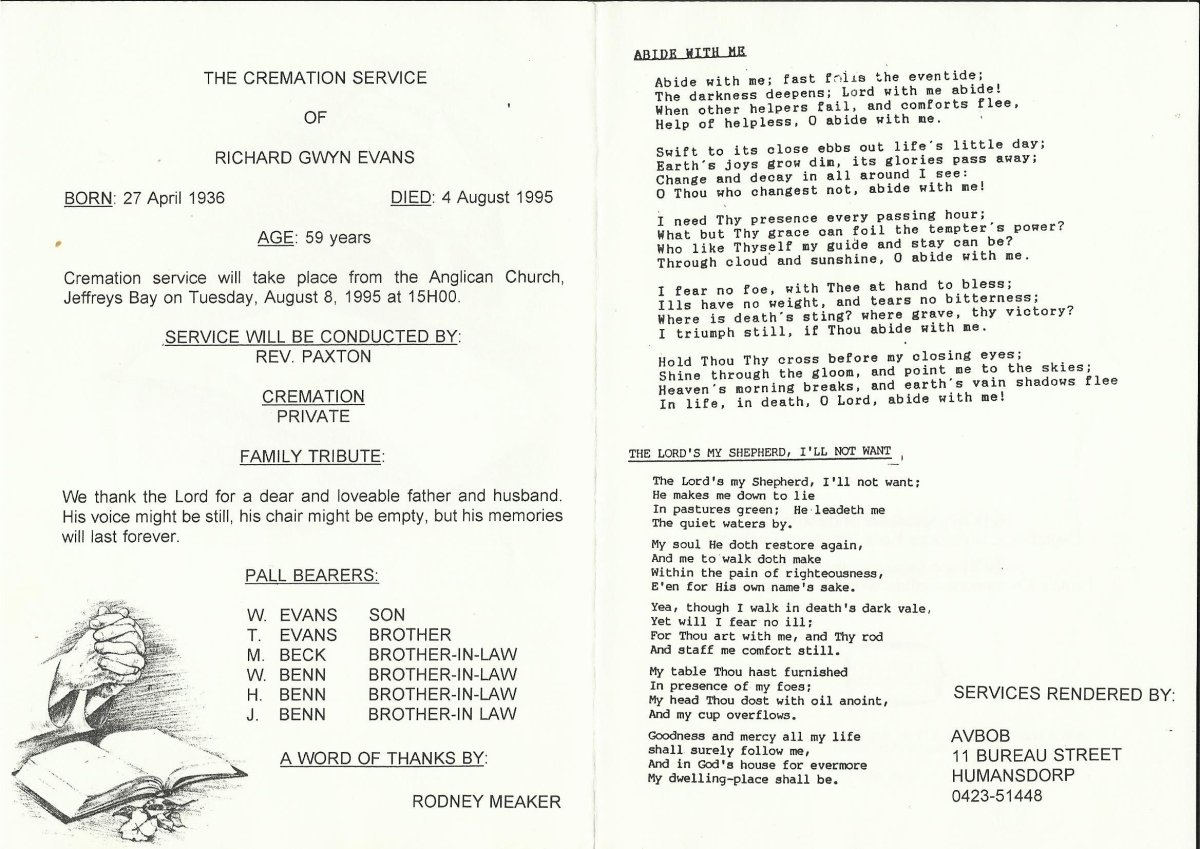 THE CREMATION SERVICE
OF
RICHARD GWYN EVANS
BORN: 27 April 1936 DIED: 4 August 1995
AGE: 59 years
Cremation service will take place from the Anglican Church,
Jeffreys Bay on Tuesday, August 8, 1995 at 15H00.
SERVICE WILL BE CONDUCTED BY:
REV. PAXTON
CREMATION
PRIVATE
FAMILY TRIBUTE:
We thank the Lord for a dear and loveable father and husband.
His voice might be still, his chair might be empty, but his memories
will last forever.
PALL BEARERS:
W. EVANS SON
T. EVANS BROTHER
M. BECK BROTHER-IN-LAW
W. BENN BROTHER-IN-LAW
H. BENN BROTHER-IN-LAW
J. BENN BROTHER-IN LAW
A WORD OF THANKS BY:
RODNEY MEAKER
ABIDE WITH ME
Abide with me; fast falls the eventide;
The darkness deepens; Lord with me abide!
When other helpers fail, and comforts flee,
Help of helpless, O abide with me.
Swift to its close ebbs out life's little day;
Earth's joys grow dim, its glories pass away;
Change and decay in all around I see:
O Thou who changest not, abide with me!
I need Thy presence every passing hour;
What but Thy grace can foil the tempter's power?
Who like Thyself my guide and stay can be?
Through cloud and sunshine, O abide with me.
I fear no foe, with Thee at hand to bless;
Ills have no weight, and tears no bitterness;
Where is death's sting? where grave, thy victory?
I triumph still, if Thou abide with me.
Hold Thou Thy cross before my closing eyes;
Shine through the gloom, and point me to the skies;
Heaven's morning breaks, and earth's vain shadows flee
In life, in death, O Lord, abide with me!
THE LORD'S MY SHEPHERD, I'LL NOT WANT
The Lord's my Shepherd, I'll not want;
He makes me down to lie
In pastures green; He leadeth me
The quiet waters by.
My soul He doth restore again,
And me to walk doth make
Within the pain of righteousness,
E'en for His own name's sake.
Yea, though I walk in death's dark vale,
Yet will I fear no ill;
For Thou art with me, and Thy rod
And staff me comfort still.
My table Thou hast furnished
In presence of my foes;
My head Thou dost with oil anoint,
And my cup overflows.
Goodness and mercy all my life
shall surely follow me,
And in God's house for evermore
My dwelling-place shall be.
SERVICES RENDERED BY:
AVBOB
11 BUREAU STREET
HUMANSDORP
0423-51448